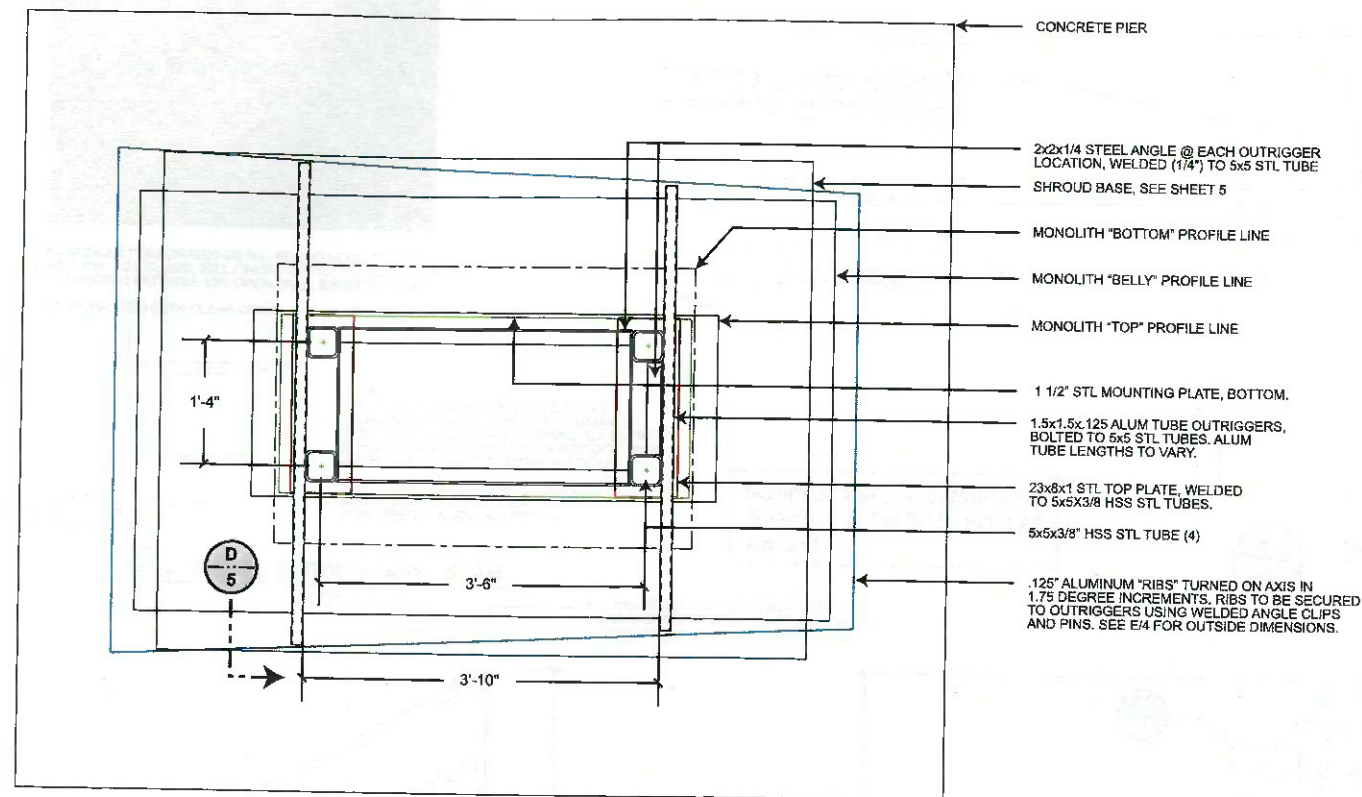 CONCRETE PIER
2x2x1/4 STEEL ANGLE @ EACH OUTRIGGER
LOCATION, WELDED (1/4") TO 5x5 STL TUBE
SHROUD BASE, SEE SHEET 5
MONOLITH "BOTTOM" PROFILE LINE
MONOLITH "BELLY" PROFILE LINE
MONOLITH "TOP" PROFILE LINE
1 1/2" STL MOUNTING PLATE, BOTTOM.
1.5x1.5x.125 ALUM TUBE OUTRIGGERS,
BOLTED TO 5x5 STL TUBES. ALUM
TUBE LENGTHS TO VARY.
23x8x1 STL TOP PLATE, WELDED
TO 5x5X3/8 HSS STL TUBES.
5x5x3/8" HSS STL TUBE (4)
.125" ALUMINUM "RIBS" TURNED ON AXIS IN
1.75 DEGREE INCREMENTS, RIBS TO BE SECURED
TO OUTRIGGERS USING WELDED ANGLE CLIPS
AND PINS. SEE E/4 FOR OUTSIDE DIMENSIONS.
1'-4"
3'-6"
D
5
3'-10"